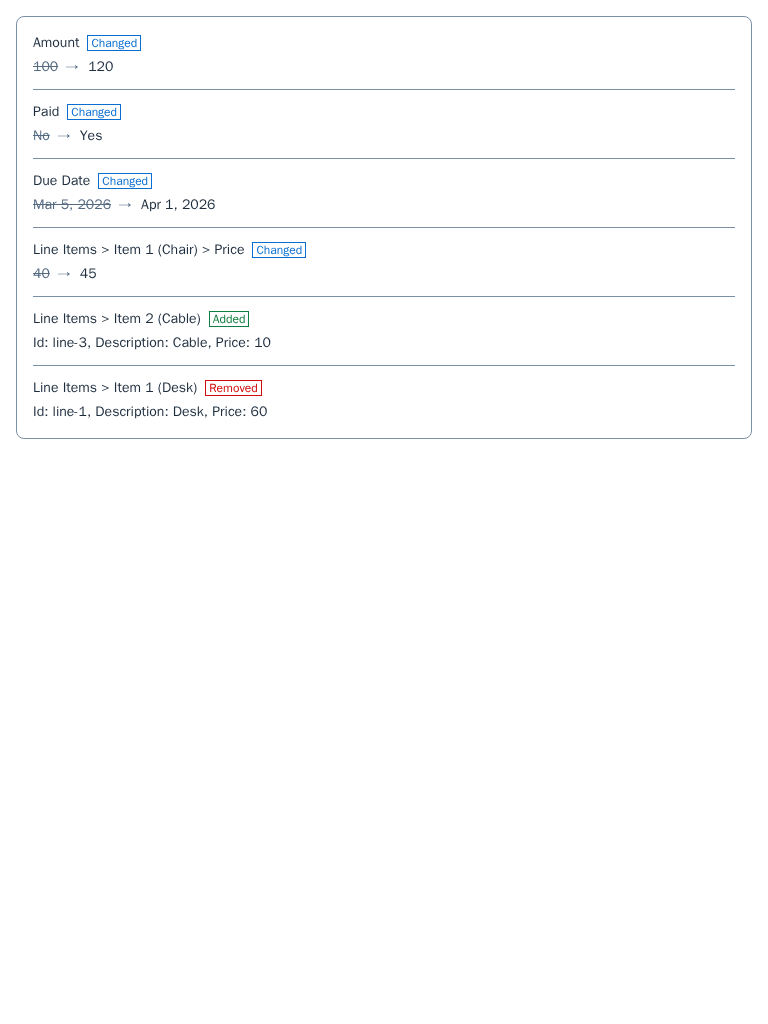 Amount Changed
100 → 120
Paid Changed
No → Yes
Due Date Changed
Mar 5, 2026 → Apr 1, 2026
Line Items > Item 1 (Chair) > Price Changed
40 → 45
Line Items > Item 2 (Cable) Added
Id: line-3, Description: Cable, Price: 10
Line Items > Item 1 (Desk) Removed
Id: line-1, Description: Desk, Price: 60